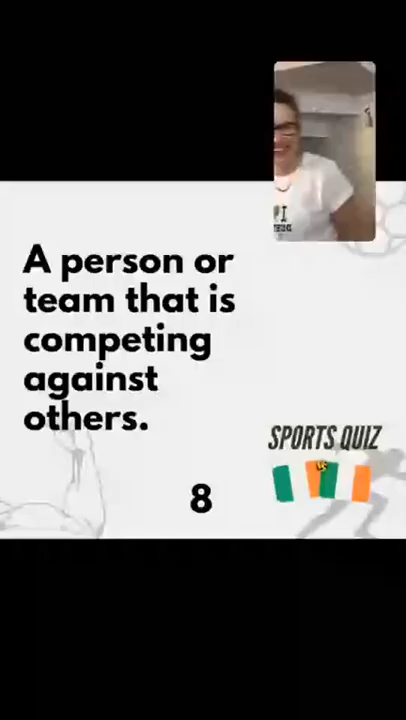 A person or
team that is
competing
against
others.
SPORTS QUIZ
8